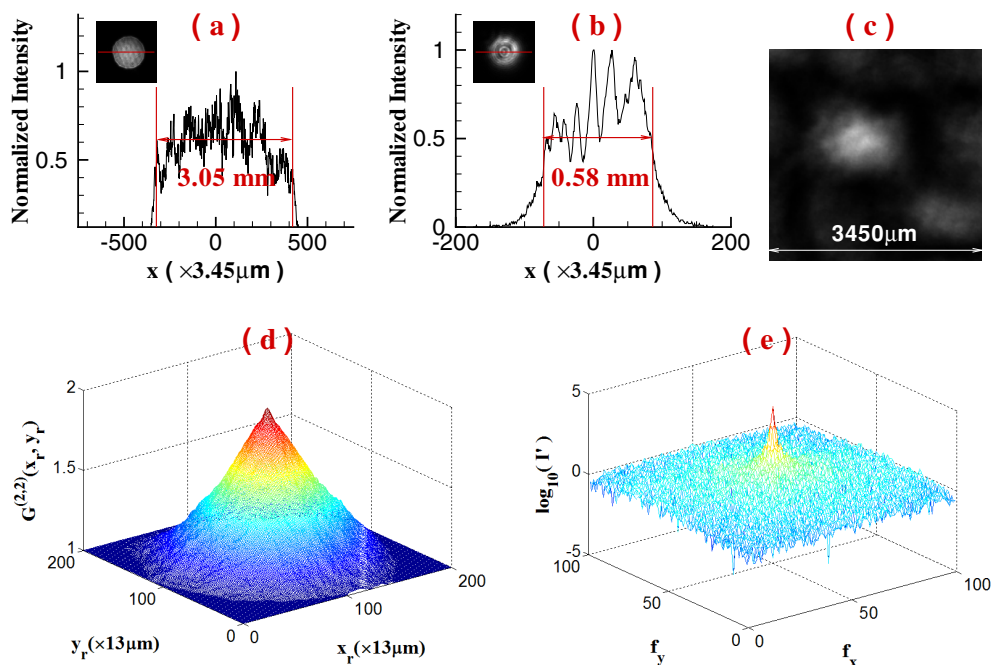 ( a )
Normalized Intensity
1
0.5
3.05 mm
-500
0
500
x ( ×3.45μm )
( b )
Normalized Intensity
1
0.5
0
0.58 mm
-200
0
200
x ( ×3.45μm )
( c )
3450μm
( d )
G(2,2)(xr, yr)
2
1.5
1
200
100
0
0
100
200
yr(×13μm)
xr(×13μm)
( e )
log10( I' )
5
0
-5
100
50
0
0
50
100
fy
fx